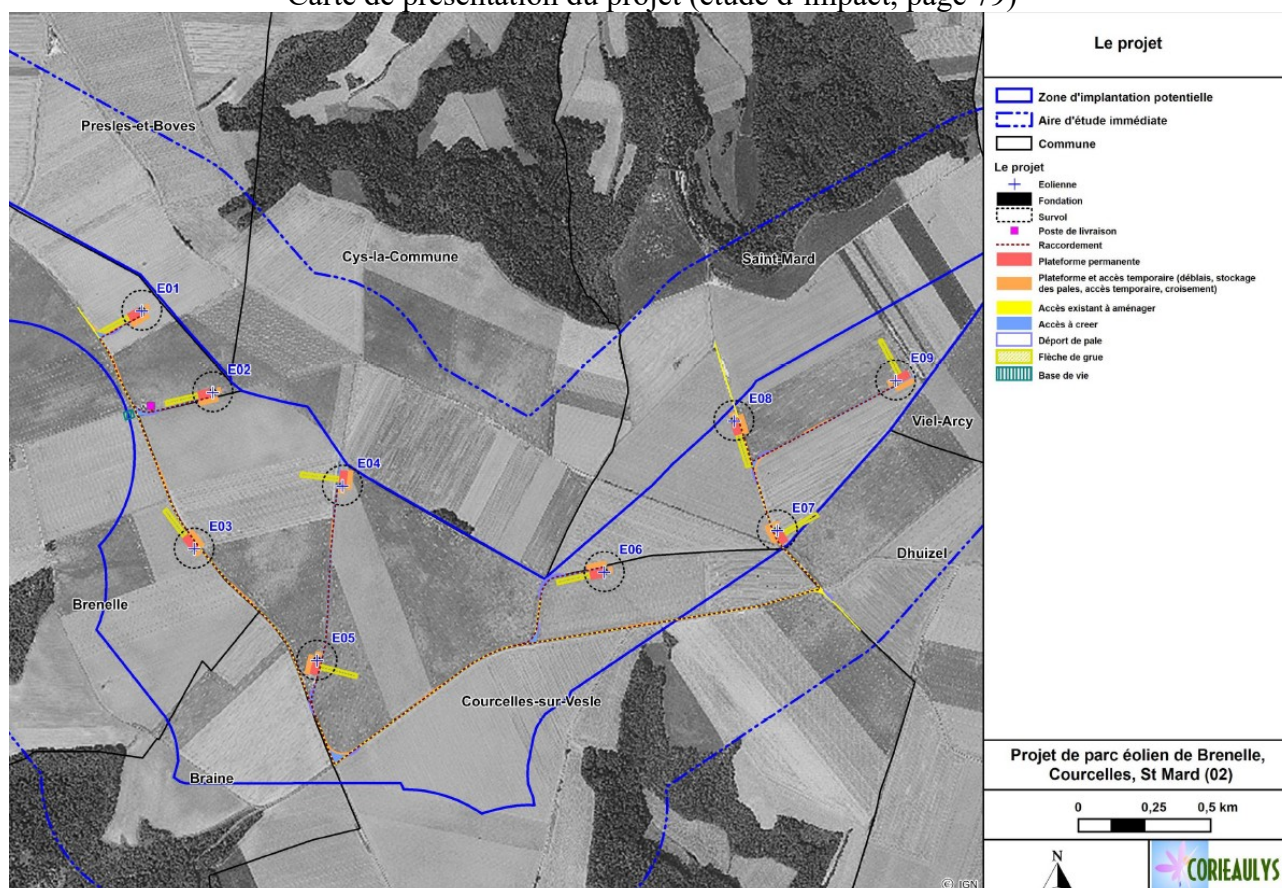 Carte de présentation du projet (étude d'impact, page 79)
Presles-et-Boves
Cys-la-Commune
Saint-Mard
E01
E02
E09
E08
Viel-Arcy
E04
E03
E07
Dhuizel
E06
Brenelle
E05
Courcelles-sur-Vesle
Braine
© IGN
Le projet
Zone d'implantation potentielle
Aire d'étude immédiate
Commune
Le projet
Eolienne
Fondation
Survol
Poste de livraison
Raccordement
Plateforme permanente
Plateforme et accès temporaire (déblais, stockage
des pales, accès temporaire, croisement)
Accès existant à aménager
Accès à creer
Déport de pale
Flèche de grue
Base de vie
Projet de parc éolien de Brenelle,
Courcelles, St Mard (02)
0 0,25 0,5 km
N
CORIEAULYS